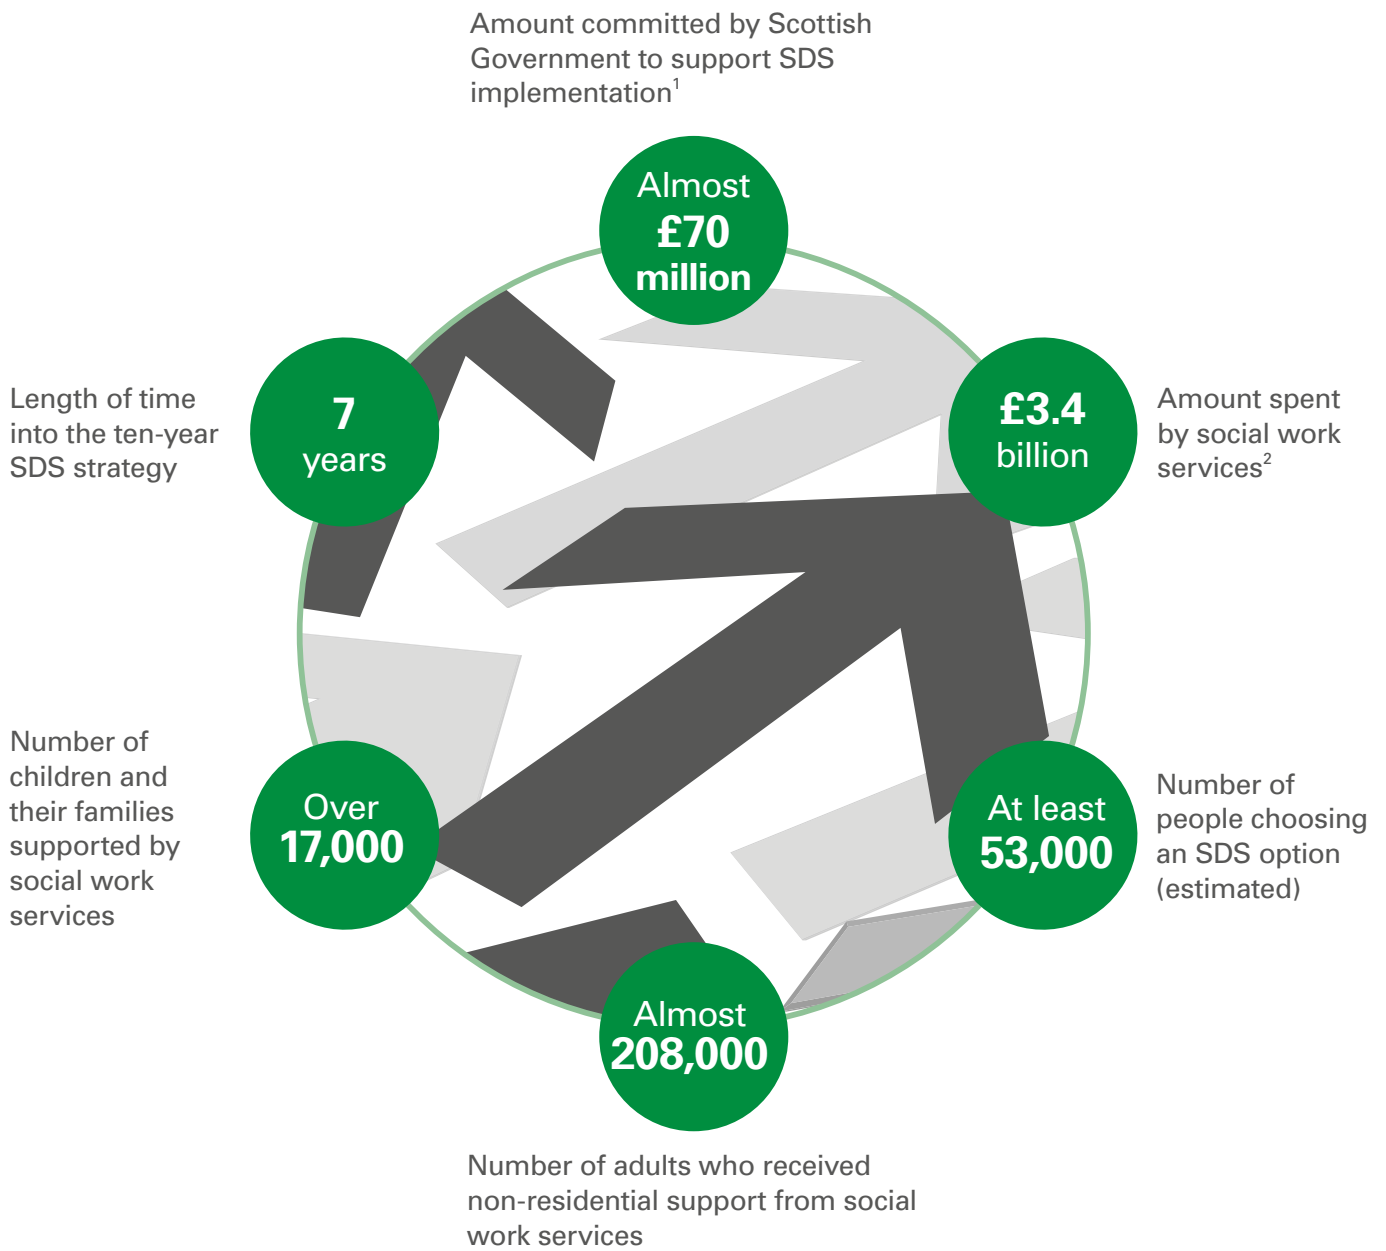 Amount committed by Scottish
Government to support SDS
implementation1
Almost
£70
million
£3.4
billion
Amount spent
by social work
services2
At least
53,000
Number of
people choosing
an SDS option
(estimated)
Almost
208,000
Number of adults who received
non-residential support from social
work services
Over
17,000
Number of
children and
their families
supported by
social work
services
7
years
Length of time
into the ten-year
SDS strategy